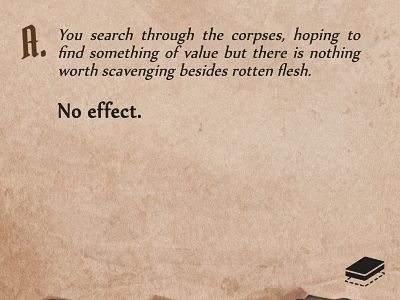 A. You search through the corpses, hoping to
find something of value but there is nothing
worth scavenging besides rotten flesh.
No effect.